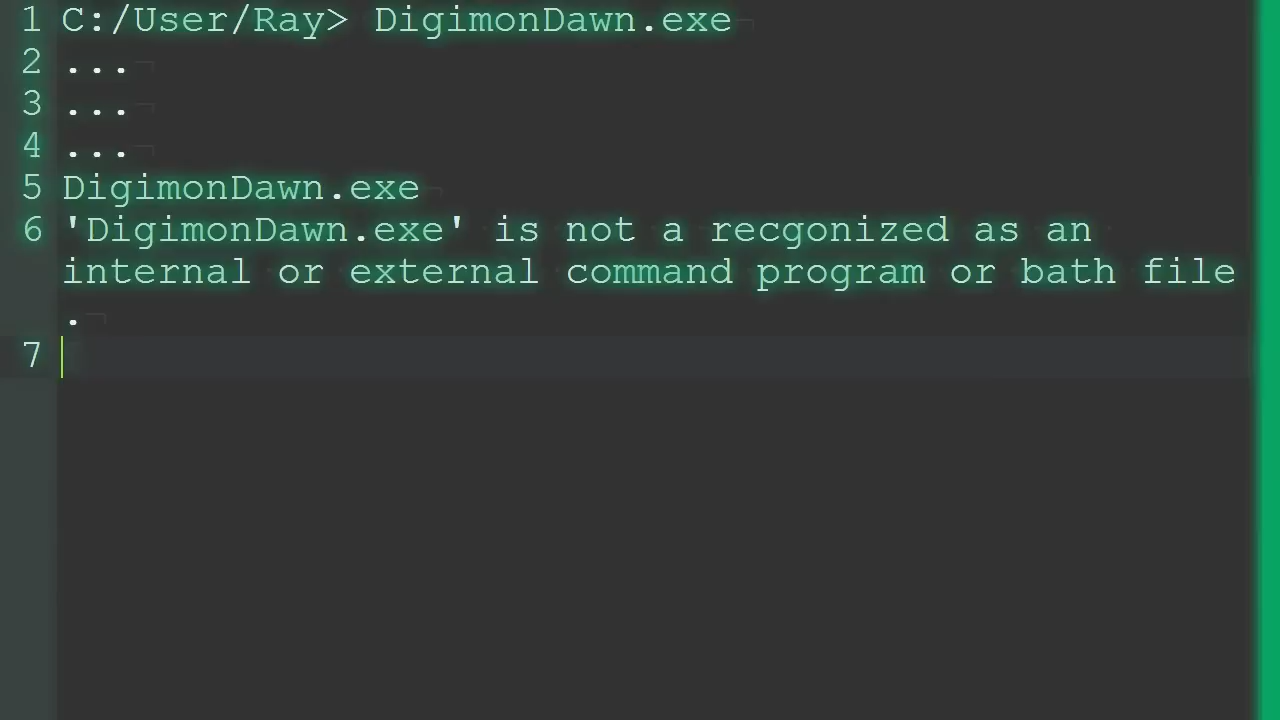 1 C:/User/Ray> DigimonDawn.exe
2 ...
3 ...
4 ...
5 DigimonDawn.exe
6 'DigimonDawn.exe' is not a recgonized as an
internal or external command program or bath file
.
7